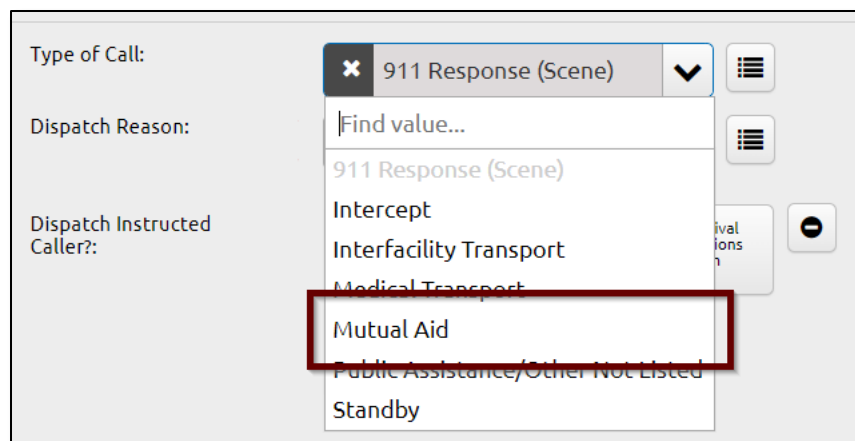 Type of Call:
911 Response (Scene)
Dispatch Reason:
Find value...
911 Response (Scene)
Intercept
Dispatch Instructed
Caller?:
Interfacility Transport
Medical Transport
Mutual Aid
Public Assistance/Other Not Listed
Standby